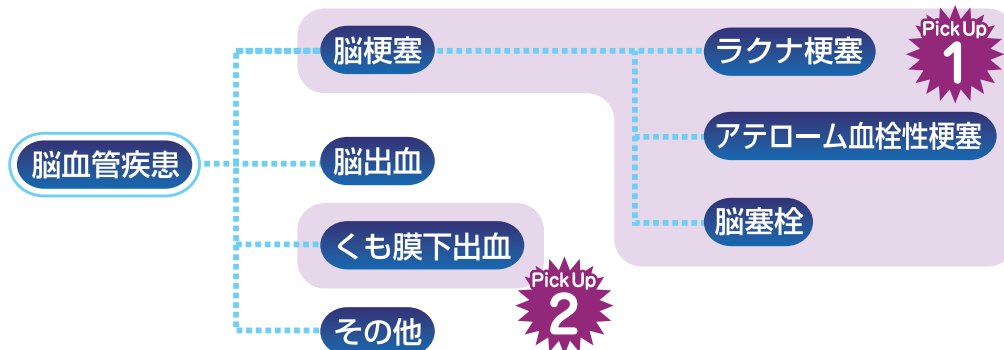 脳梗塞
ラクナ梗塞
Pick Up
1
アテローム血栓性梗塞
脳血管疾患
脳出血
脳塞栓
くも膜下出血
Pick Up
2
その他